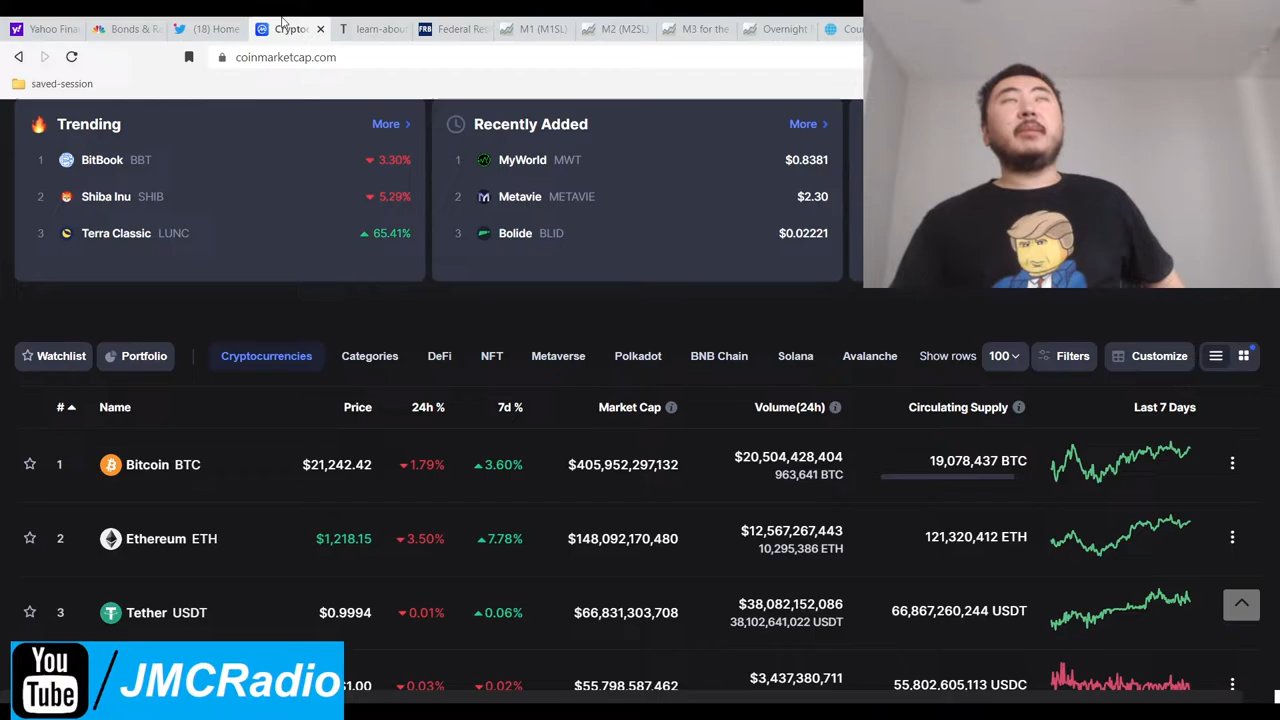 Yahoo Fina
Bonds & Ra
(18) Home
Crypto
learn-abou
Federal Res
M1 (M1SL)
M2 (M2SL)
M3 for the
Overnight
Cou
coinmarketcap.com
saved-session
Trending
More >
1 BitBook BBT 3.30%
2 Shiba Inu SHIB 5.29%
3 Terra Classic LUNC 65.41%
Recently Added
More >
1 MyWorld MWT $0.8381
2 Metavie METAVIE $2.30
3 Bolide BLID $0.02221
Watchlist Portfolio Cryptocurrencies Categories DeFi NFT Metaverse Polkadot BNB Chain Solana Avalanche Show rows 100 Filters Customize
# Name Price 24h % 7d % Market Cap Volume(24h) Circulating Supply Last 7 Days
1 Bitcoin BTC $21,242.42 1.79% 3.60% $405,952,297,132 $20,504,428,404 19,078,437 BTC
963,641 BTC
2 Ethereum ETH $1,218.15 3.50% 7.78% $148,092,170,480 $12,567,267,443 121,320,412 ETH
10,295,386 ETH
3 Tether USDT $0.9994 0.01% 0.06% $66,831,303,708 $38,082,152,086 66,867,260,244 USDT
38,102,641,022 USDT
$1.00 0.03% 0.02% $55,798,587,462 $3,437,380,711 55,802,605,113 USDC
You
Tube
/JMCRadio